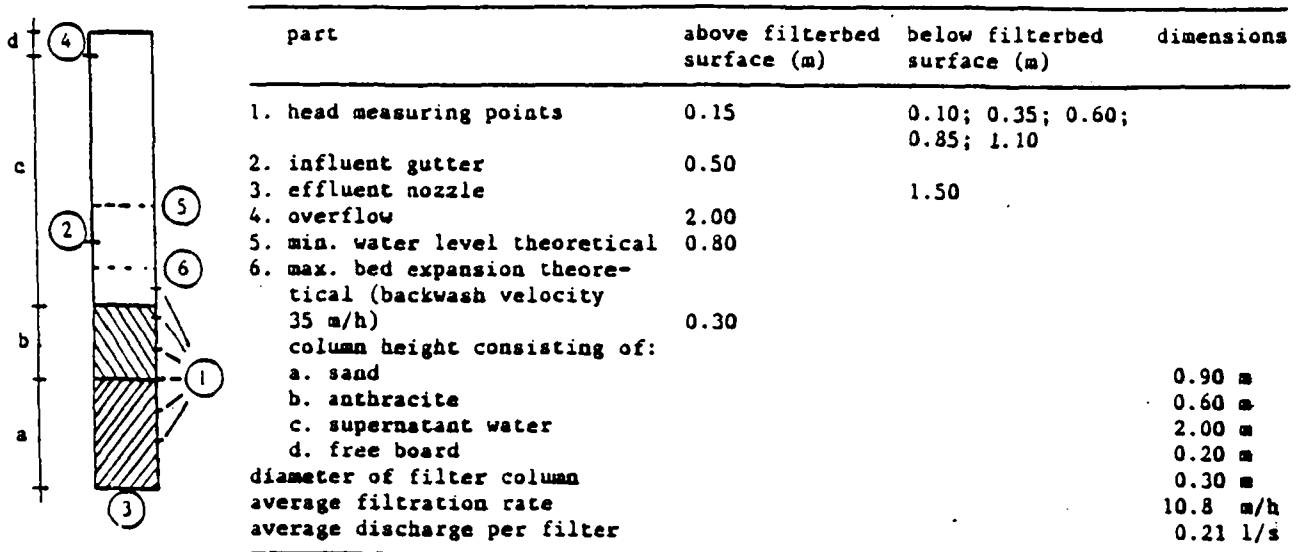 part above filterbed below filterbed dimensions
surface (m) surface (m)
1. head measuring points 0.15 0.10; 0.35; 0.60;
0.85; 1.10
2. influent gutter 0.50
3. effluent nozzle 1.50
4. overflow 2.00
5. min. water level theoretical 0.80
6. max. bed expansion theore-
tical (backwash velocity
35 m/h) 0.30
column height consisting of:
a. sand 0.90 m
b. anthracite 0.60 m
c. supernatant water 2.00 m
d. free board 0.20 m
diameter of filter column 0.30 m
average filtration rate 10.8 m/h
average discharge per filter 0.21 l/s
d
4
c
5
2
6
b
1
a
3